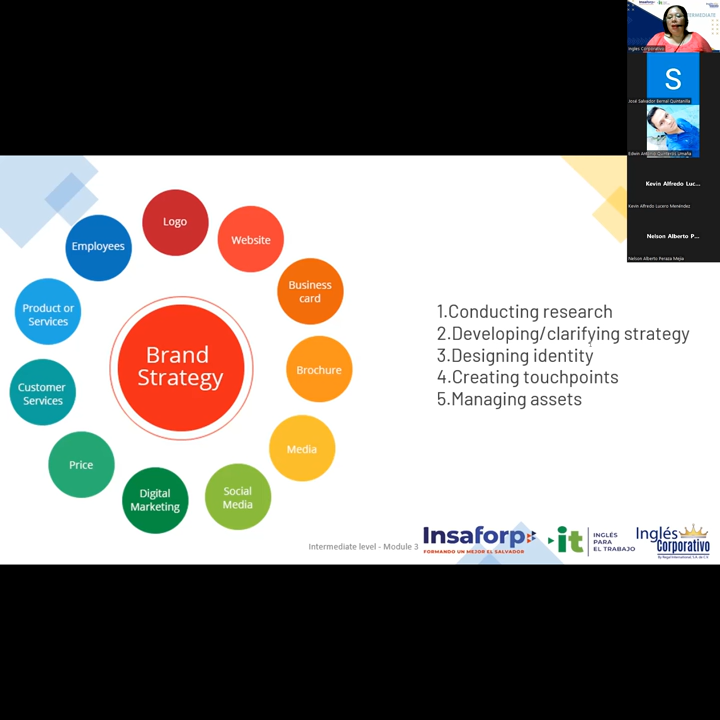 Logo
Website
Employees
Business
card
Product or
Services
Brand
Strategy
Brochure
Customer
Services
Media
Price
Digital
Marketing
Social
Media
1.Conducting research
2.Developing/clarifying strategy
3.Designing identity
4.Creating touchpoints
5.Managing assets
Intermediate level - Module 3
Insaforp
FORMANDO UN MEJOR EL SALVADOR
it
INGLÉS
PARA
EL TRABAJO
Inglés
Corporativo
Inglés Corporativo
S
José Salvador Bernal Quintanilla
Kevin Alfredo Luc...
Kevin Alfredo Lucero Menéndez
Nelson Alberto P...
Nelson Alberto Peraza Mejia